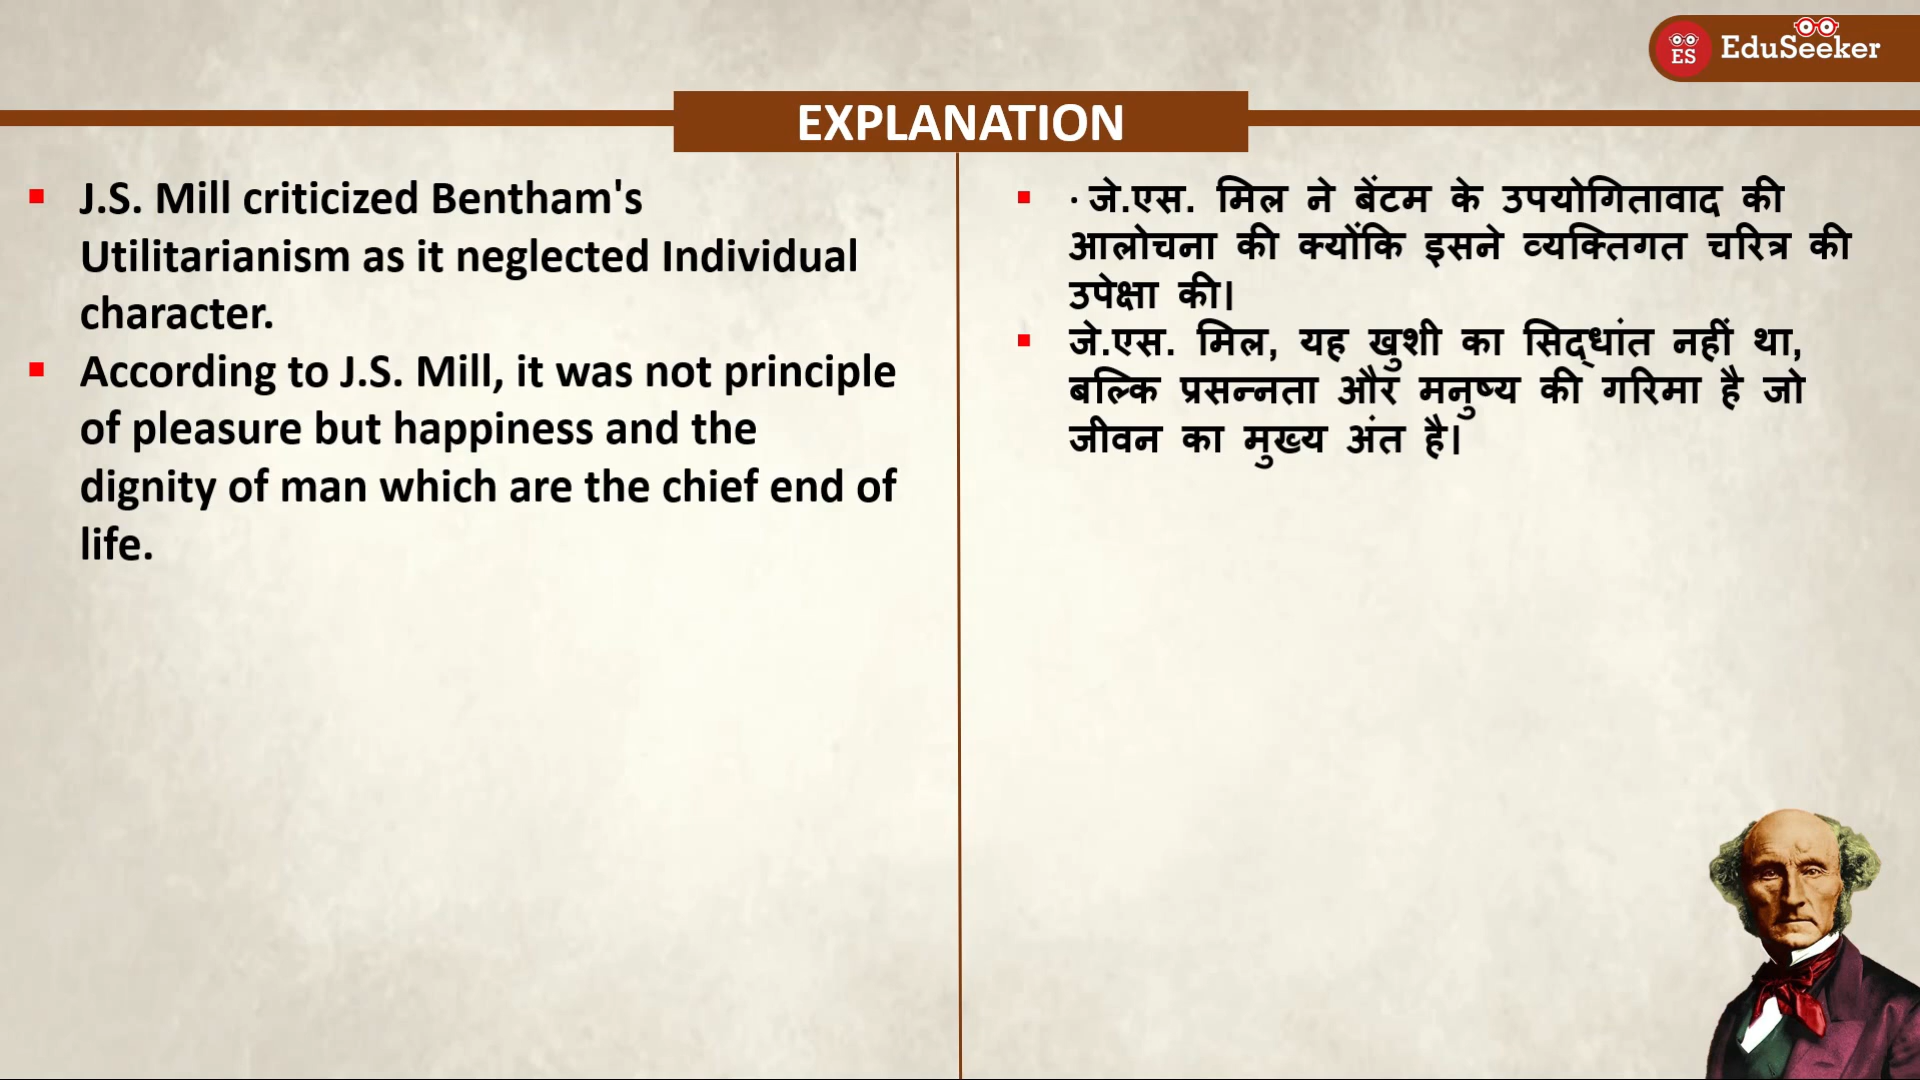 ES EduSeeker
EXPLANATION
▪ J.S. Mill criticized Bentham's
Utilitarianism as it neglected Individual
character.
▪ According to J.S. Mill, it was not principle
of pleasure but happiness and the
dignity of man which are the chief end of
life.
▪ · जे.एस. मिल ने बेंटम के उपयोगितावाद की
आलोचना की क्योंकि इसने व्यक्तिगत चरित्र की
उपेक्षा की।
▪ जे.एस. मिल, यह खुशी का सिद्धांत नहीं था,
बल्कि प्रसन्नता और मनुष्य की गरिमा है जो
जीवन का मुख्य अंत है।